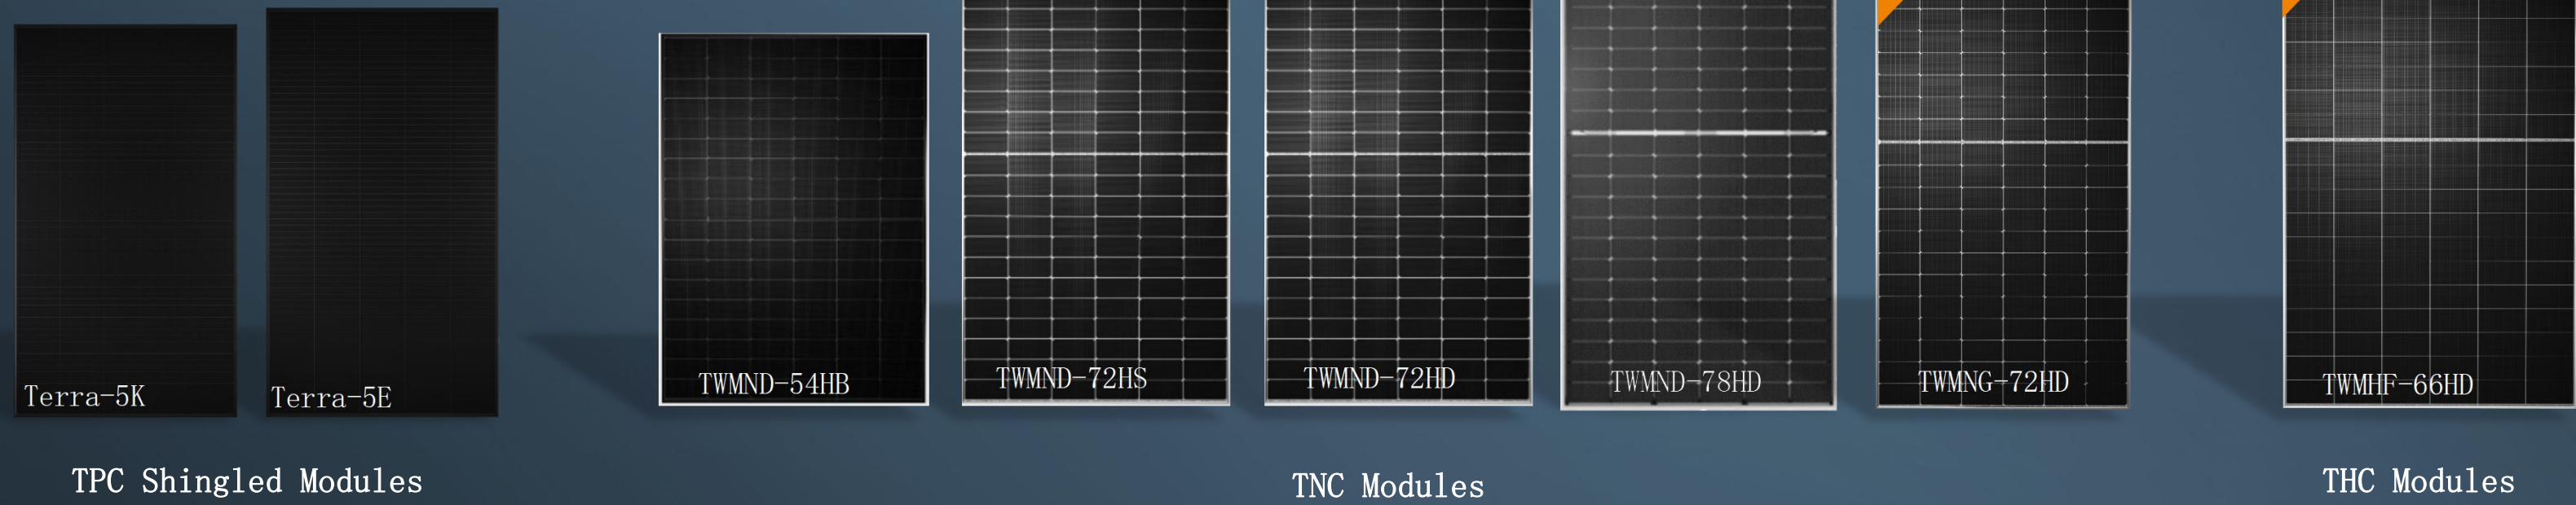 Terra-5K
Terra-5E
TWMND-54HB
TWMND-72HS
TWMND-72HD
TWMND-78HD
TWMNG-72HD
TWMHF-66HD
TPC Shingled Modules
TNC Modules
THC Modules